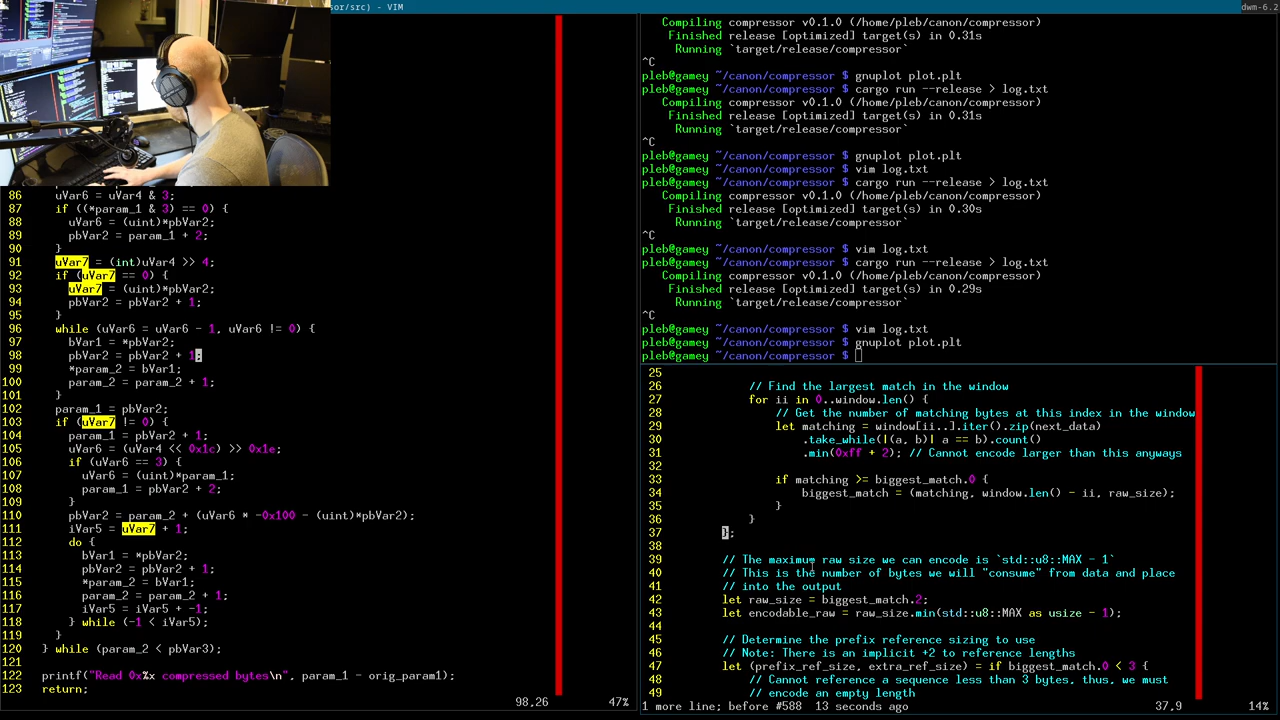 sor/src) - VIM
dwm-6.2
86 uVar6 = uVar4 & 3;
87 if ((*param_1 & 3) == 0) {
88 uVar6 = (uint)*pbVar2;
89 pbVar2 = param_1 + 2;
90 }
91 uVar7 = (int)uVar4 >> 4;
92 if (uVar7 == 0) {
93 uVar7 = (uint)*pbVar2;
94 pbVar2 = pbVar2 + 1;
95 }
96 while (uVar6 = uVar6 - 1, uVar6 != 0) {
97 bVar1 = *pbVar2;
98 pbVar2 = pbVar2 + 1;
99 *param_2 = bVar1;
100 param_2 = param_2 + 1;
101 }
102 param_1 = pbVar2;
103 if (uVar7 != 0) {
104 param_1 = pbVar2 + 1;
105 uVar6 = (uVar4 << 0x1c) >> 0x1e;
106 if (uVar6 == 3) {
107 uVar6 = (uint)*param_1;
108 param_1 = pbVar2 + 2;
109 }
110 pbVar2 = param_2 + (uVar6 * -0x100 - (uint)*pbVar2);
111 iVar5 = uVar7 + 1;
112 do {
113 bVar1 = *pbVar2;
114 pbVar2 = pbVar2 + 1;
115 *param_2 = bVar1;
116 param_2 = param_2 + 1;
117 iVar5 = iVar5 + -1;
118 } while (-1 < iVar5);
119 }
120 } while (param_2 < pbVar3);
121
122 printf("Read 0x%x compressed bytes\n", param_1 - orig_param1);
123 return;
98,26 47%
Compiling compressor v0.1.0 (/home/pleb/canon/compressor)
Finished release [optimized] target(s) in 0.31s
Running `target/release/compressor`
^C
pleb@gamey ~/canon/compressor $ gnuplot plot.plt
pleb@gamey ~/canon/compressor $ cargo run --release > log.txt
Compiling compressor v0.1.0 (/home/pleb/canon/compressor)
Finished release [optimized] target(s) in 0.31s
Running `target/release/compressor`
^C
pleb@gamey ~/canon/compressor $ gnuplot plot.plt
pleb@gamey ~/canon/compressor $ vim log.txt
pleb@gamey ~/canon/compressor $ cargo run --release > log.txt
Compiling compressor v0.1.0 (/home/pleb/canon/compressor)
Finished release [optimized] target(s) in 0.30s
Running `target/release/compressor`
^C
pleb@gamey ~/canon/compressor $ vim log.txt
pleb@gamey ~/canon/compressor $ cargo run --release > log.txt
Compiling compressor v0.1.0 (/home/pleb/canon/compressor)
Finished release [optimized] target(s) in 0.29s
Running `target/release/compressor`
^C
pleb@gamey ~/canon/compressor $ vim log.txt
pleb@gamey ~/canon/compressor $ gnuplot plot.plt
pleb@gamey ~/canon/compressor $
25
26 // Find the largest match in the window
27 for ii in 0..window.len() {
28 // Get the number of matching bytes at this index in the window
29 let matching = window[ii..].iter().zip(next_data)
30 .take_while(|(a, b)| a == b).count()
31 .min(0xff + 2); // Cannot encode larger than this anyways
32
33 if matching >= biggest_match.0 {
34 biggest_match = (matching, window.len() - ii, raw_size);
35 }
36 }
37 };
38
39 // The maximum raw size we can encode is `std::u8::MAX - 1`
40 // This is the number of bytes we will "consume" from data and place
41 // into the output
42 let raw_size = biggest_match.2;
43 let encodable_raw = raw_size.min(std::u8::MAX as usize - 1);
44
45 // Determine the prefix reference sizing to use
46 // Note: There is an implicit +2 to reference lengths
47 let (prefix_ref_size, extra_ref_size) = if biggest_match.0 < 3 {
48 // Cannot reference a sequence less than 3 bytes, thus, we must
49 // encode an empty length
1 more line; before #588 13 seconds ago 37,9 14%